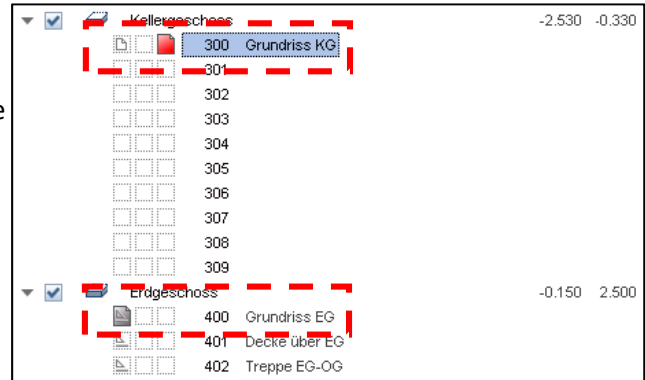 Kellergeschoss -2.530 -0.330
300 Grundriss KG
301
302
e
303
304
305
306
307
308
309
Erdgeschoss -0.150 2.500
400 Grundriss EG
401 Decke über EG
402 Treppe EG-OG